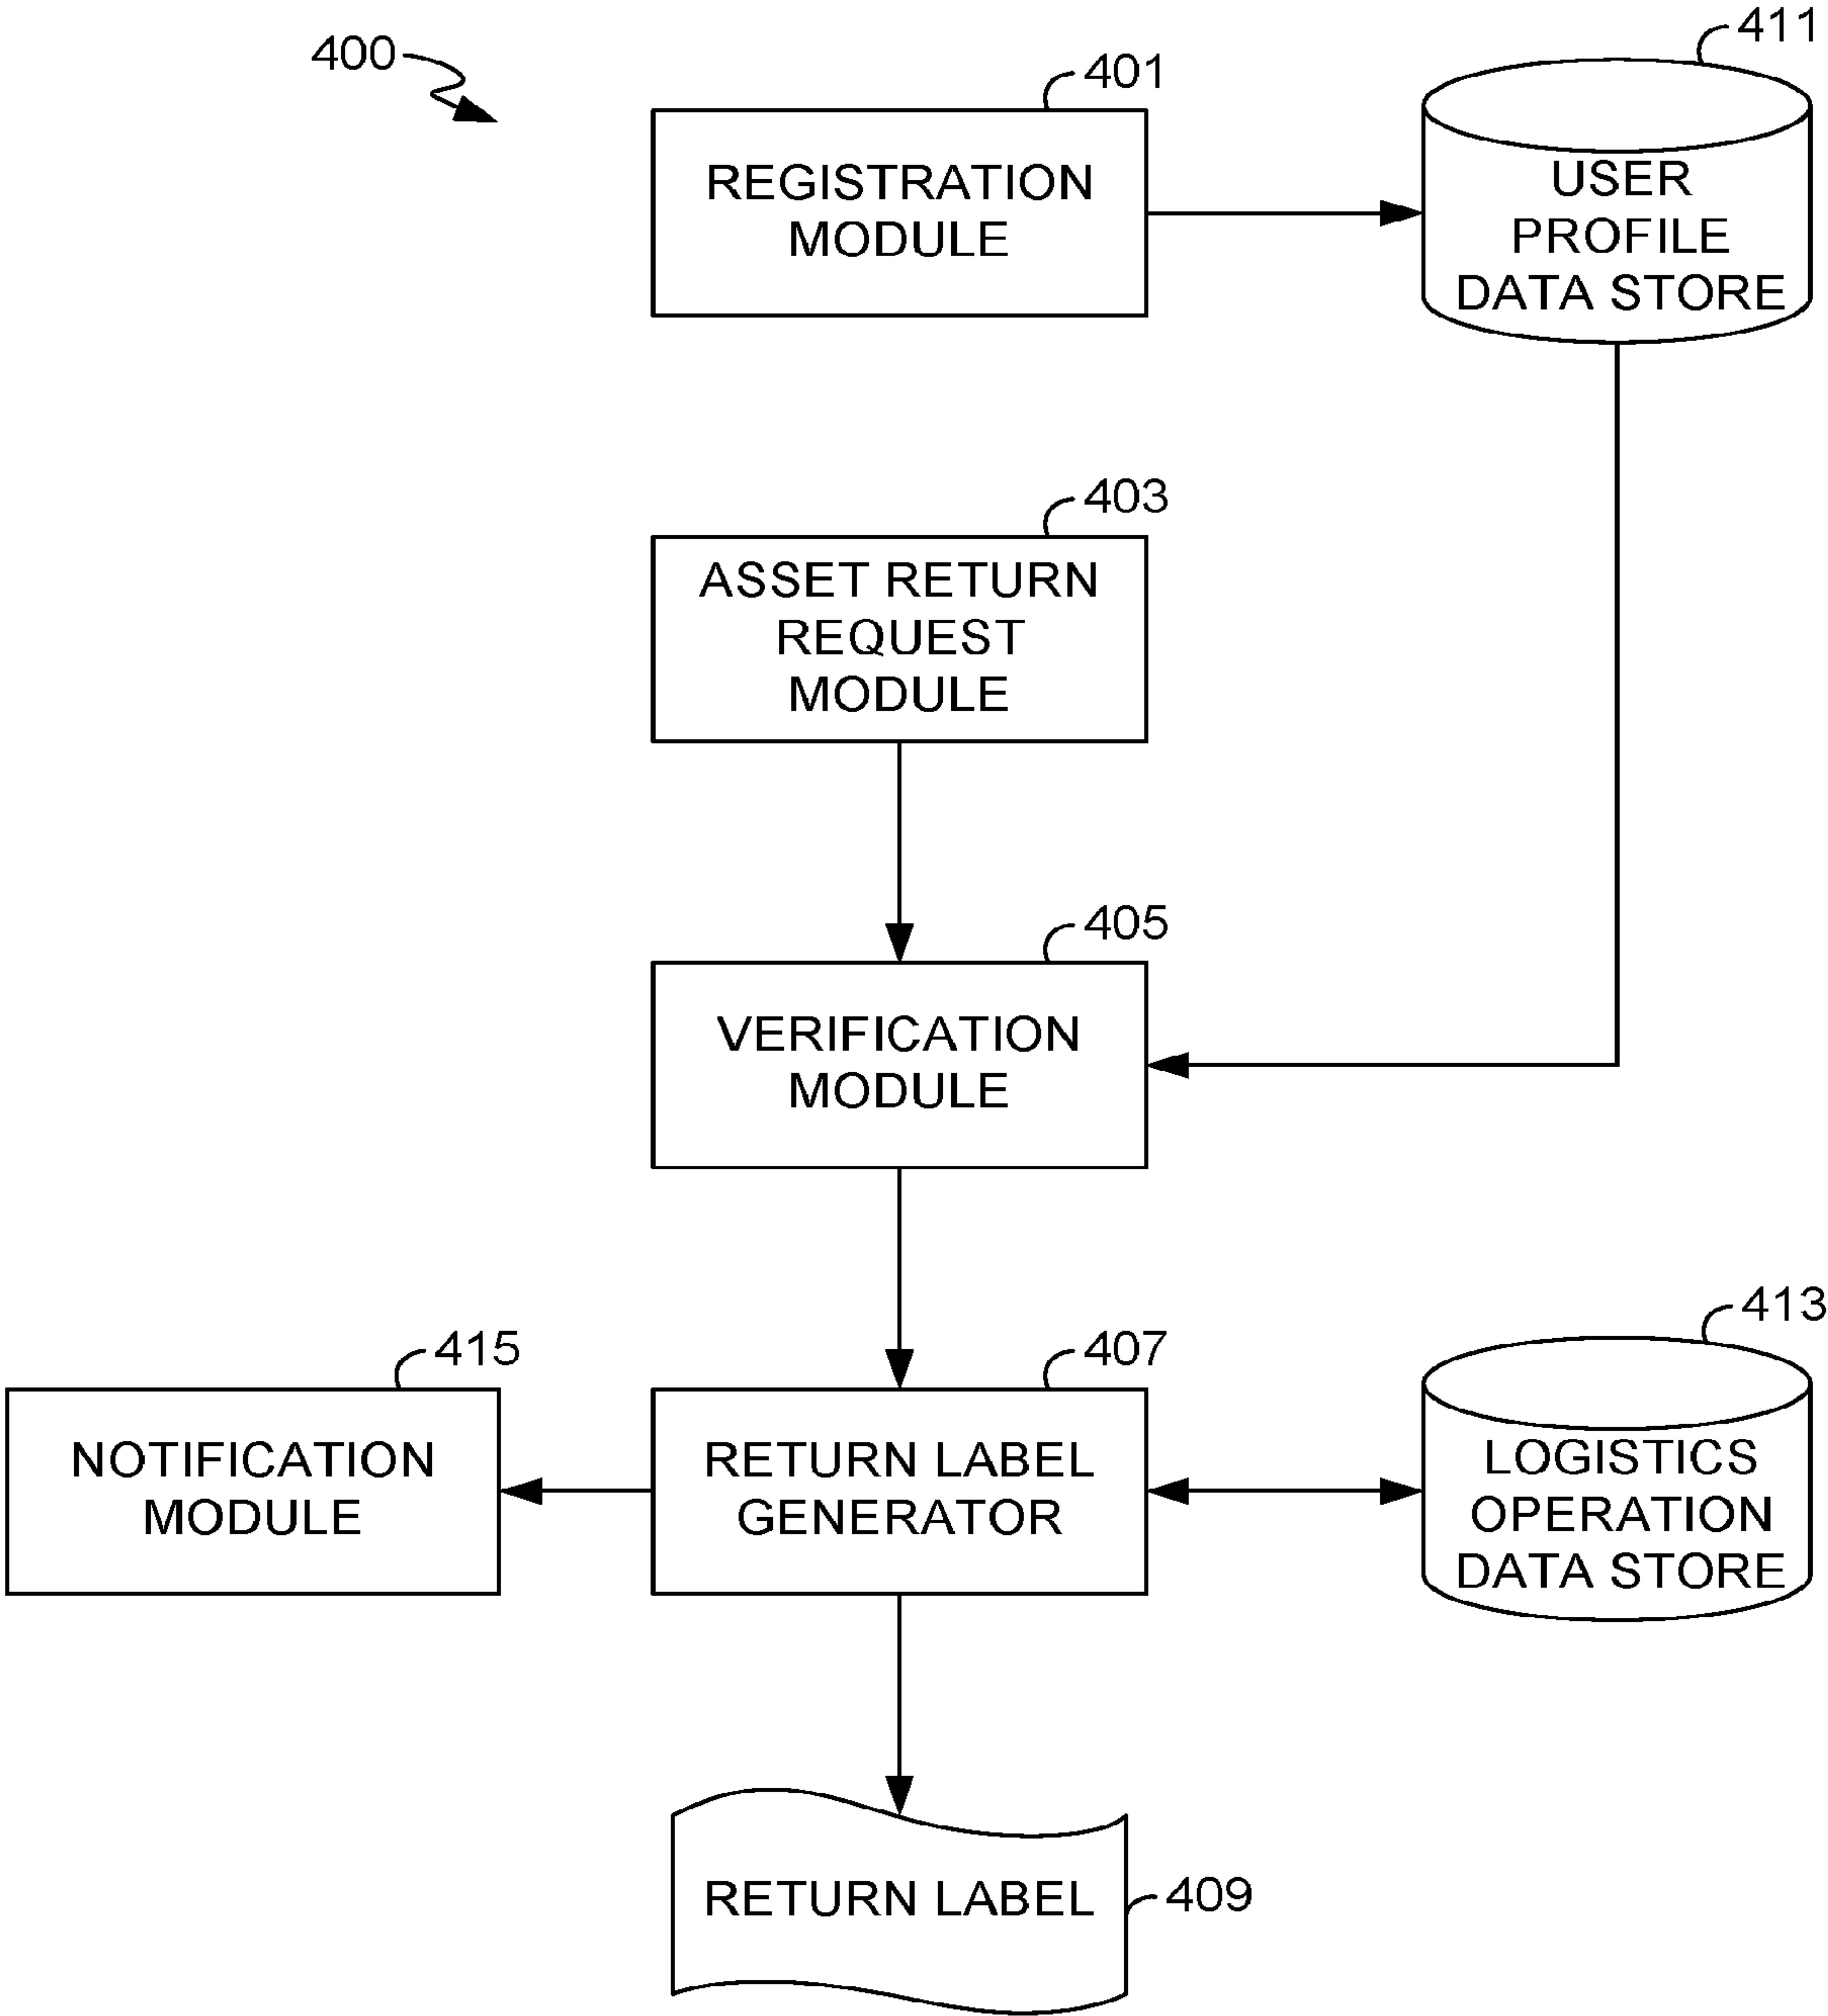 400
401
411
REGISTRATION
MODULE
USER
PROFILE
DATA STORE
403
ASSET RETURN
REQUEST
MODULE
405
VERIFICATION
MODULE
415
407
413
NOTIFICATION
MODULE
RETURN LABEL
GENERATOR
LOGISTICS
OPERATION
DATA STORE
RETURN LABEL
409